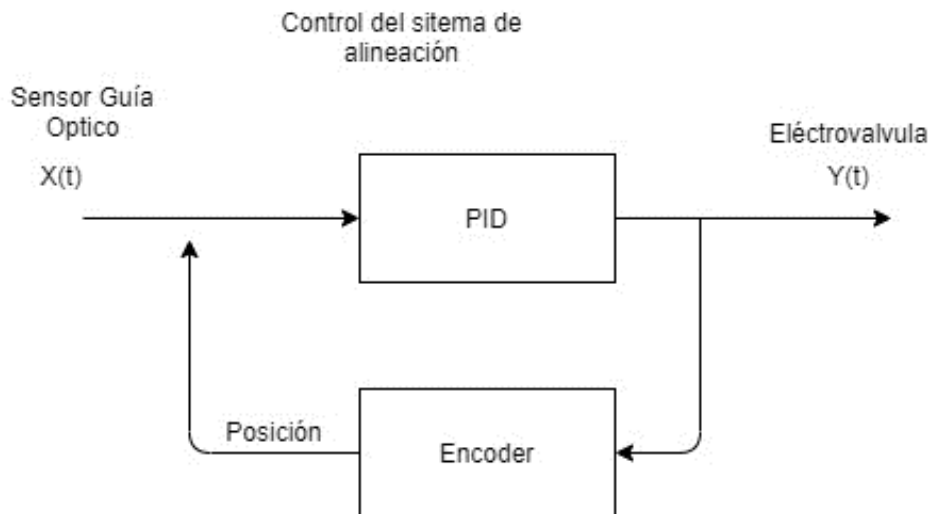 Control del sitema de
alineación
Sensor Guía
Optico
X(t)
Eléctrovalvula
Y(t)
PID
Posición
Encoder